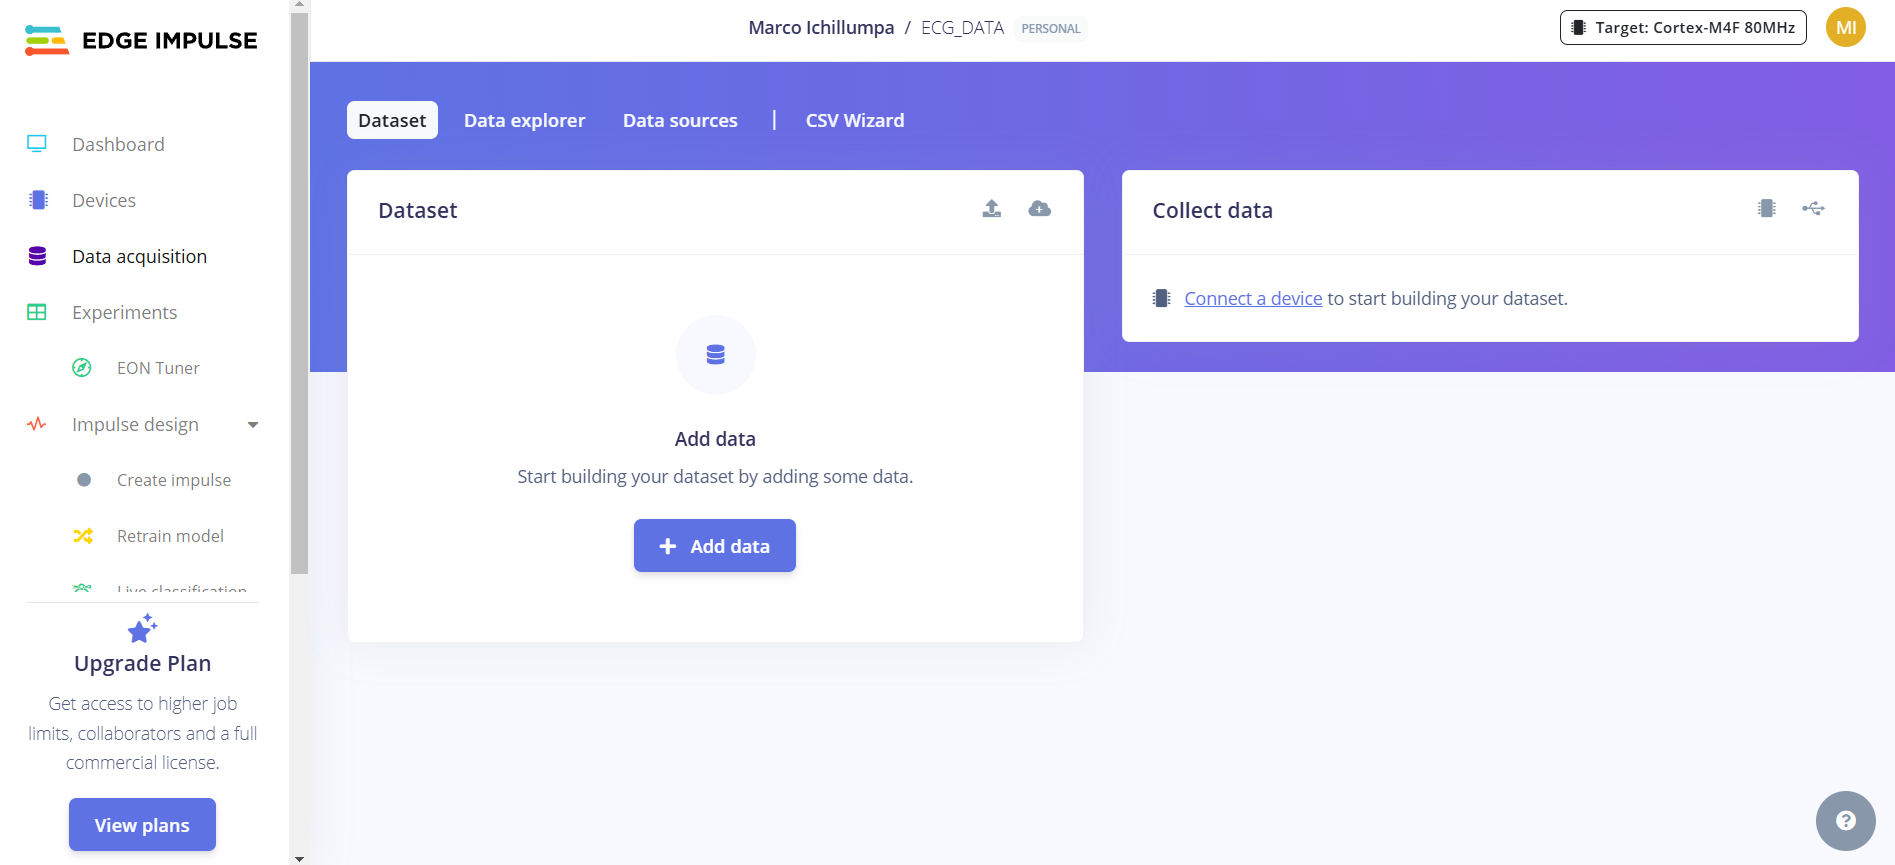 EDGE IMPULSE
Marco Ichillumpa / ECG_DATA PERSONAL
Target: Cortex-M4F 80MHz
MI
Dashboard
Devices
Data acquisition
Experiments
EON Tuner
Impulse design
Create impulse
Retrain model
Live classification
Upgrade Plan
Get access to higher job
limits, collaborators and a full
commercial license.
View plans
Dataset Data explorer Data sources | CSV Wizard
Dataset
Add data
Start building your dataset by adding some data.
+ Add data
Collect data
Connect a device to start building your dataset.
?